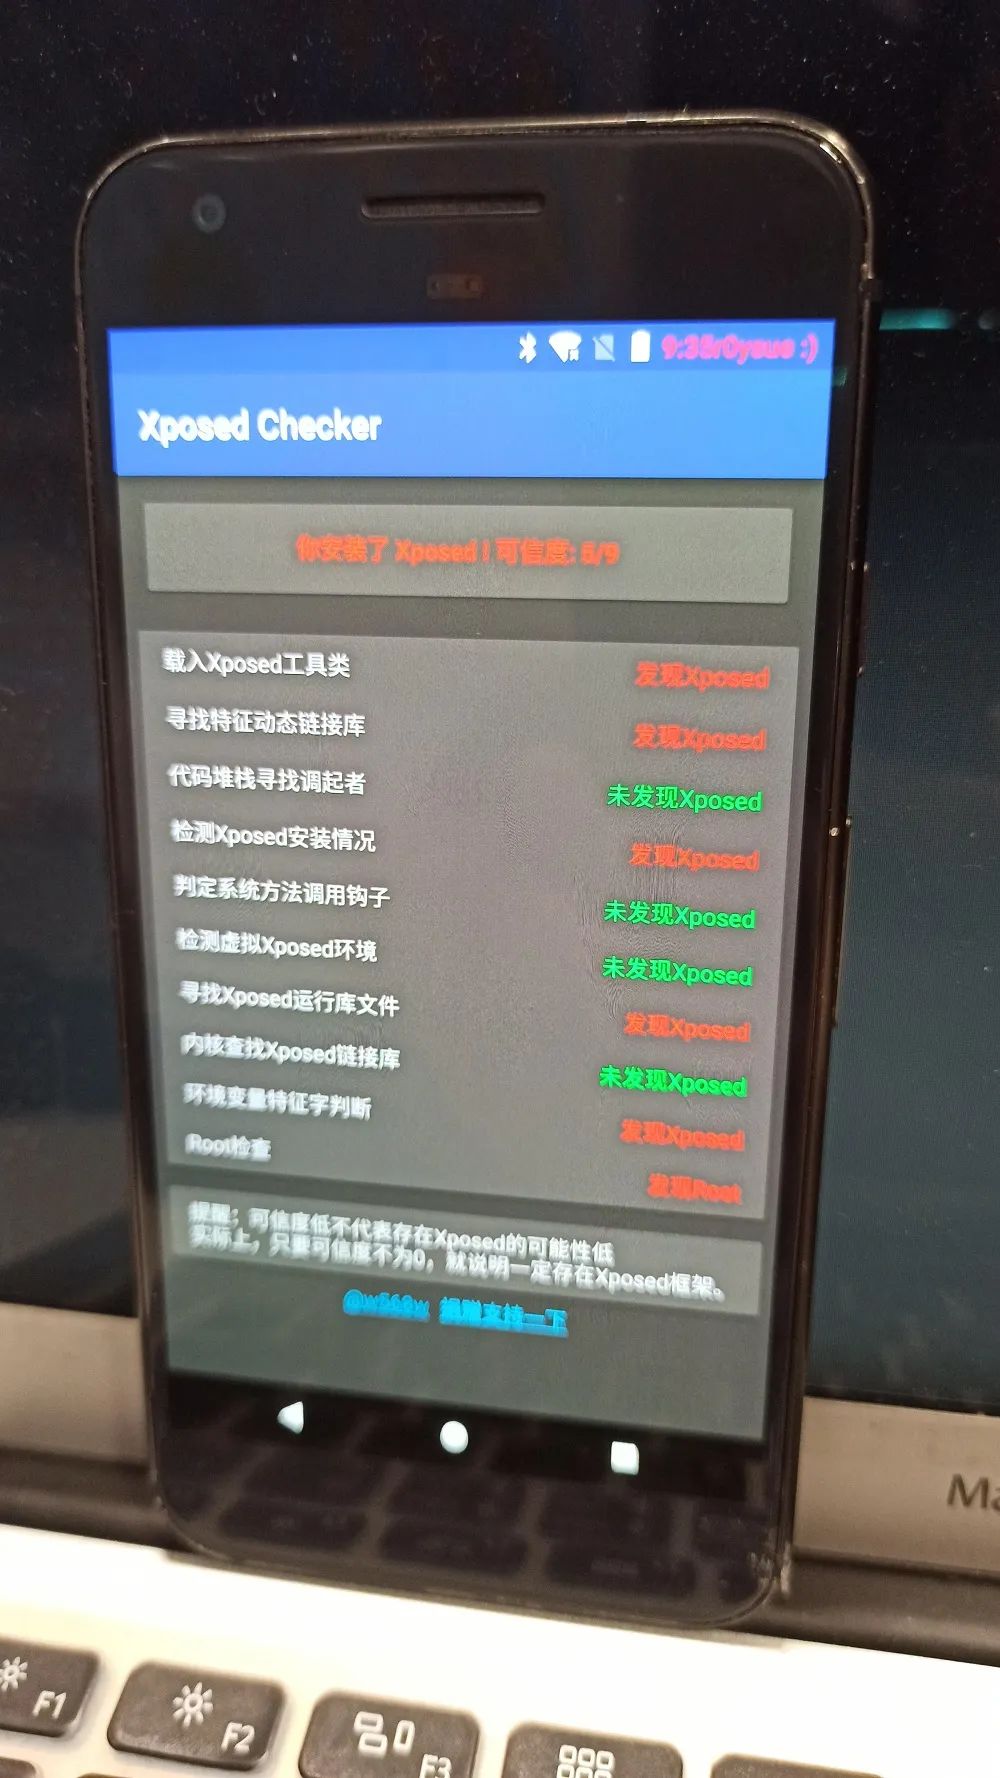 9:38r0ysue :)
Xposed Checker
你安装了 Xposed！可信度: 5/9
载入Xposed工具类 发现Xposed
寻找特征动态链接库 发现Xposed
代码堆栈寻找调起者 未发现Xposed
检测Xposed安装情况 发现Xposed
判定系统方法调用钩子 未发现Xposed
检测虚拟Xposed环境 未发现Xposed
寻找Xposed运行库文件 发现Xposed
内核查找Xposed链接库 未发现Xposed
环境变量特征字判断 发现Xposed
Root检查 发现Root
提醒：可信度低不代表存在Xposed的可能性低
实际上，只要可信度不为0，就说明一定存在Xposed框架。
@w568w 捐赠支持一下
Ma
F1
F2
F3